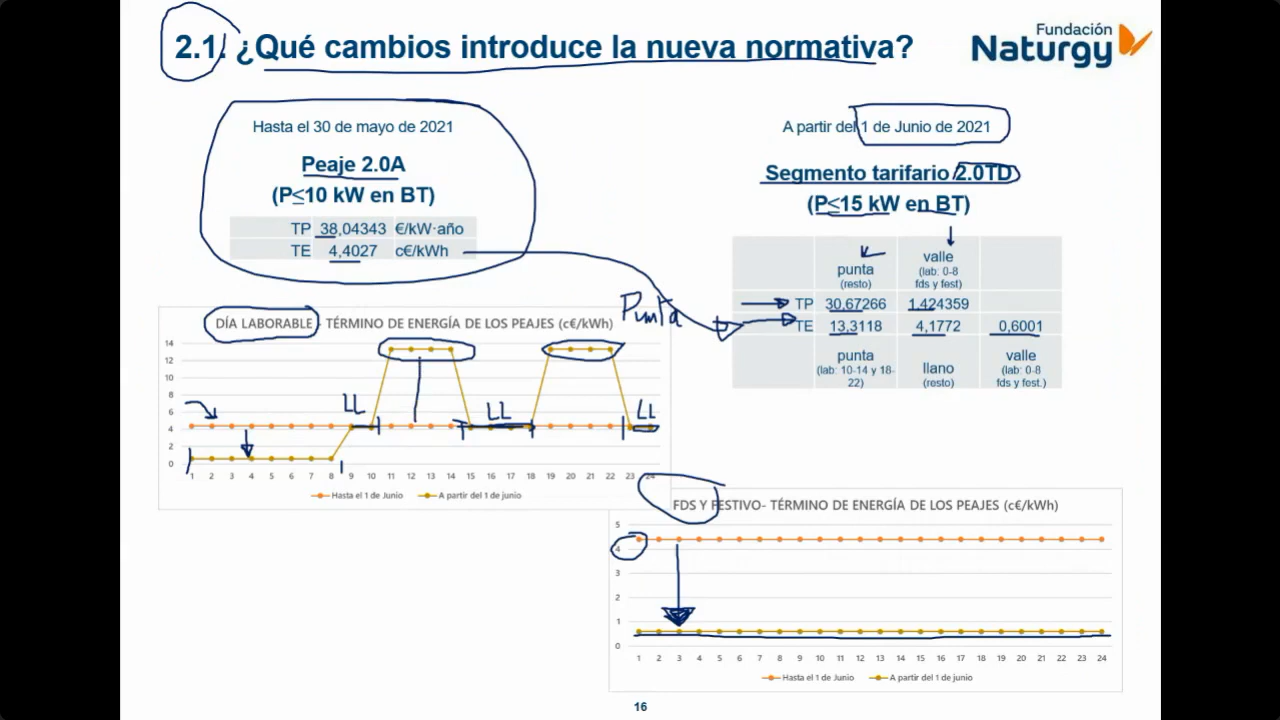 2.1. ¿Qué cambios introduce la nueva normativa?
Fundación
Naturgy
Hasta el 30 de mayo de 2021
Peaje 2.0A
(P≤10 kW en BT)
TP 38,04343 €/kW·año
TE 4,4027 c€/kWh
A partir del 1 de Junio de 2021
Segmento tarifario 2.0TD
(P≤15 kW en BT)
punta
(resto)
valle
(lab: 0-8
fds y fest)
TP 30,67266 1,424359
TE 13,3118 4,1772 0,6001
punta
(lab: 10-14 y 18-
22)
llano
(resto)
valle
(lab: 0-8
fds y fest.)
Punta
DÍA LABORABLE - TÉRMINO DE ENERGÍA DE LOS PEAJES (c€/kWh)
14
12
10
8
6
4
2
0
LL
LL
LL
1 2 3 4 5 6 7 8 9 10 11 12 13 14 15 16 17 18 19 20 21 22 23 24
Hasta el 1 de Junio A partir del 1 de junio
FDS Y FESTIVO- TÉRMINO DE ENERGÍA DE LOS PEAJES (c€/kWh)
5
4
3
2
1
0
1 2 3 4 5 6 7 8 9 10 11 12 13 14 15 16 17 18 19 20 21 22 23 24
Hasta el 1 de Junio A partir del 1 de junio
16